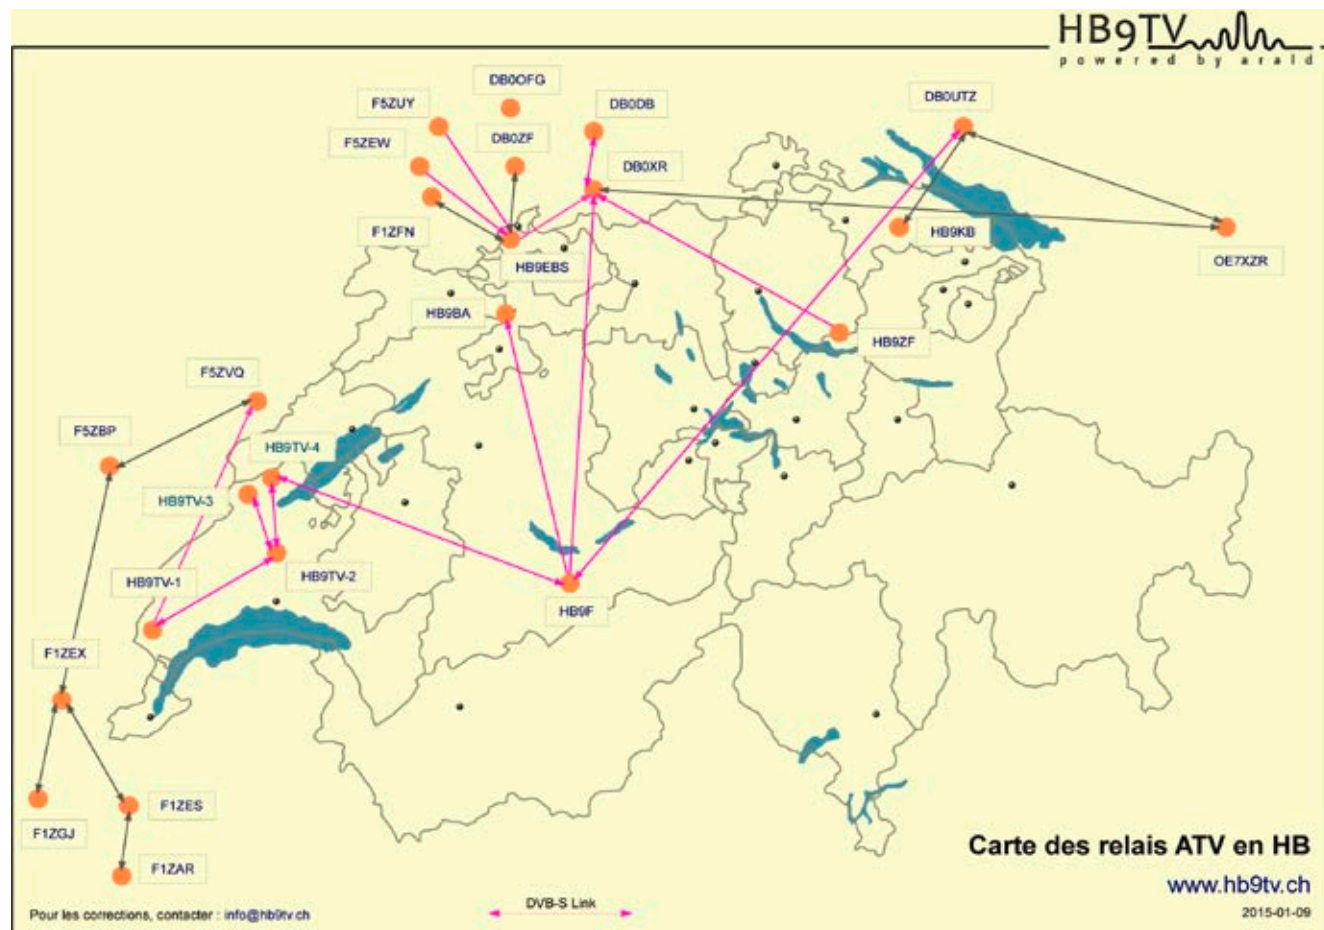 HB9TV
powered by arald
DB0OFG
F5ZUY
DB0DB
DB0UTZ
F5ZEW
DB0ZF
DB0XR
F1ZFN
HB9KB
HB9EBS
OE7XZR
HB9BA
HB9ZF
F5ZVQ
F5ZBP
HB9TV-4
HB9TV-3
HB9TV-1
HB9TV-2
HB9F
F1ZEX
F1ZES
F1ZGJ
F1ZAR
Carte des relais ATV en HB
www.hb9tv.ch
2015-01-09
DVB-S Link
Pour les corrections, contacter : info@hb9tv.ch